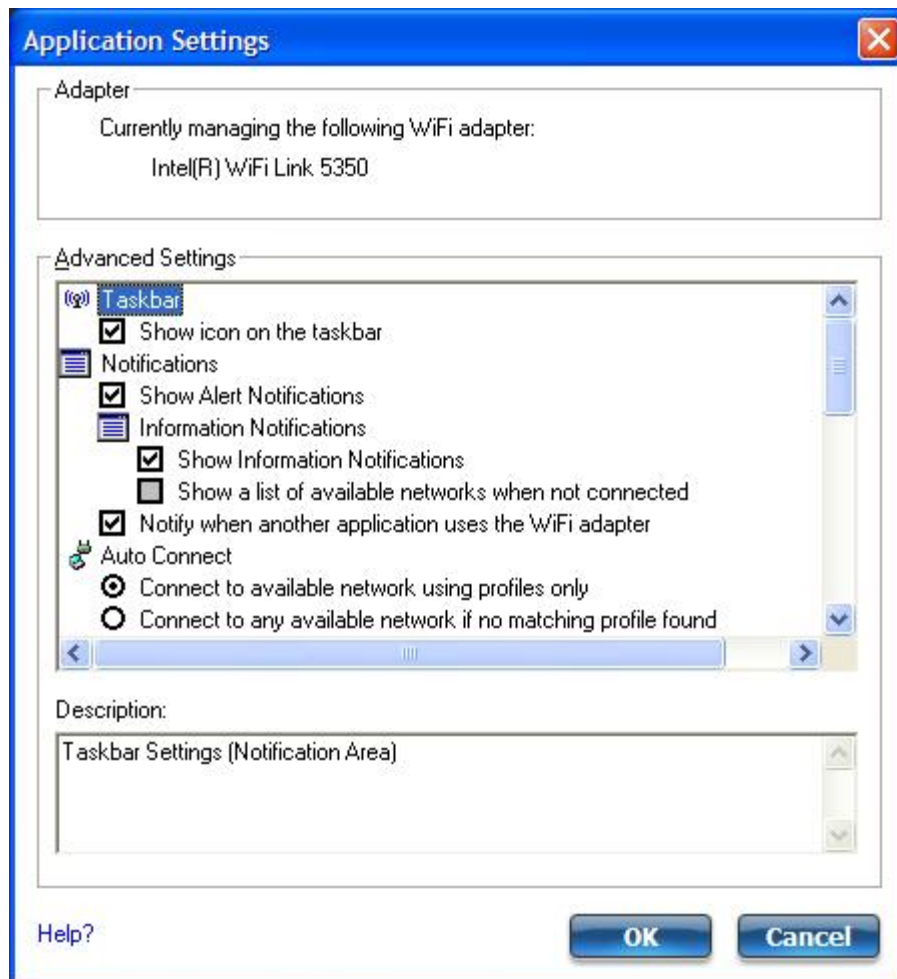 Application Settings
Adapter
Currently managing the following WiFi adapter:
Intel(R) WiFi Link 5350
Advanced Settings
Taskbar
Show icon on the taskbar
Notifications
Show Alert Notifications
Information Notifications
Show Information Notifications
Show a list of available networks when not connected
Notify when another application uses the WiFi adapter
Auto Connect
Connect to available network using profiles only
Connect to any available network if no matching profile found
Description:
Taskbar Settings (Notification Area)
Help?
OK
Cancel